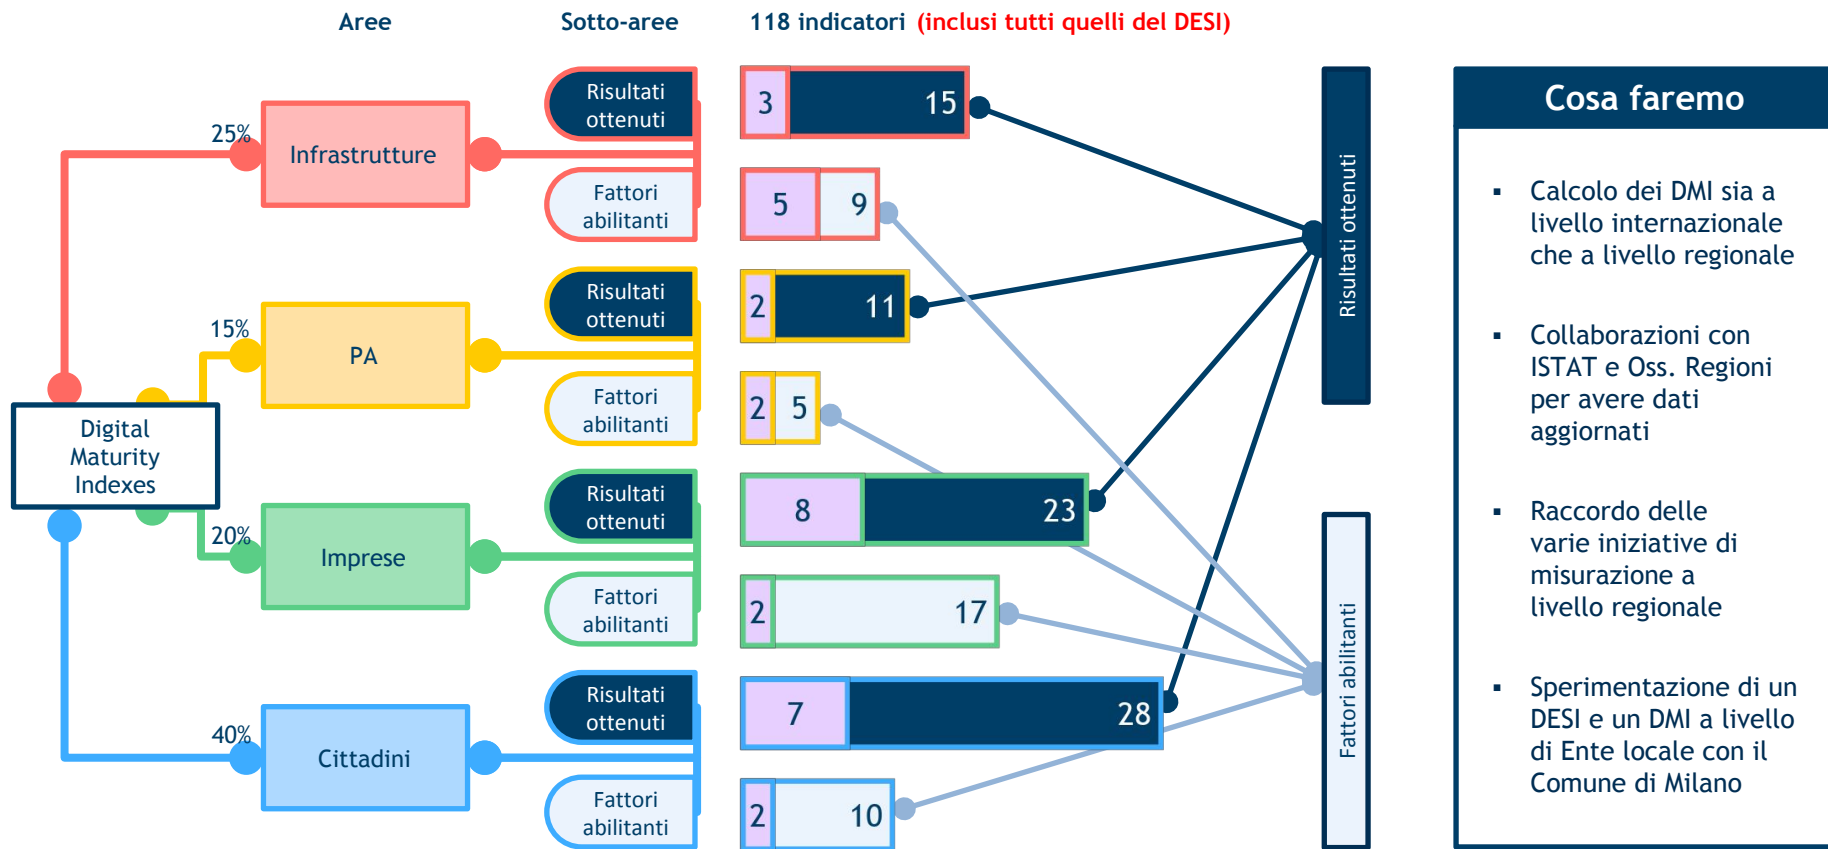 Aree
Sotto-aree
118 indicatori (inclusi tutti quelli del DESI)
Digital
Maturity
Indexes
25%
Infrastrutture
Risultati
ottenuti
3
15
Fattori
abilitanti
5
9
15%
PA
Risultati
ottenuti
2
11
Fattori
abilitanti
2
5
20%
Imprese
Risultati
ottenuti
8
23
Fattori
abilitanti
2
17
40%
Cittadini
Risultati
ottenuti
7
28
Fattori
abilitanti
2
10
Risultati ottenuti
Fattori abilitanti
Cosa faremo
▪ Calcolo dei DMI sia a
livello internazionale
che a livello regionale
▪ Collaborazioni con
ISTAT e Oss. Regioni
per avere dati
aggiornati
▪ Raccordo delle
varie iniziative di
misurazione a
livello regionale
▪ Sperimentazione di un
DESI e un DMI a livello
di Ente locale con il
Comune di Milano